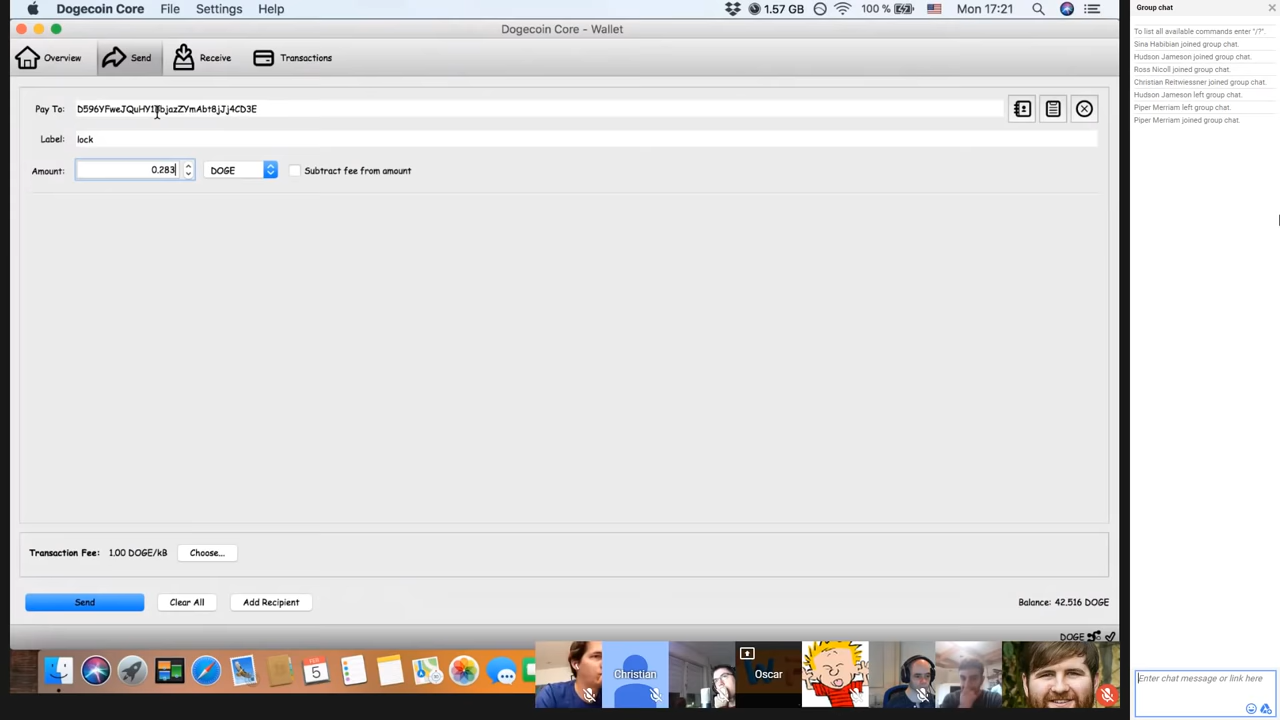 Dogecoin Core File Settings Help 1.57 GB 100 % Mon 17:21
Dogecoin Core - Wallet
Overview Send Receive Transactions
Pay To:
Label: lock
Amount: 0.283 DOGE Subtract fee from amount
Transaction Fee: 1.00 DOGE/kB Choose...
Send Clear All Add Recipient Balance: 42.516 DOGE
DOGE
FEB
5
Christian
Oscar
Group chat
To list all available commands enter "/?".
Sina Habibian joined group chat.
Hudson Jameson joined group chat.
Ross Nicoll joined group chat.
Christian Reitwiessner joined group chat.
Hudson Jameson left group chat.
Piper Merriam left group chat.
Piper Merriam joined group chat.
Enter chat message or link here